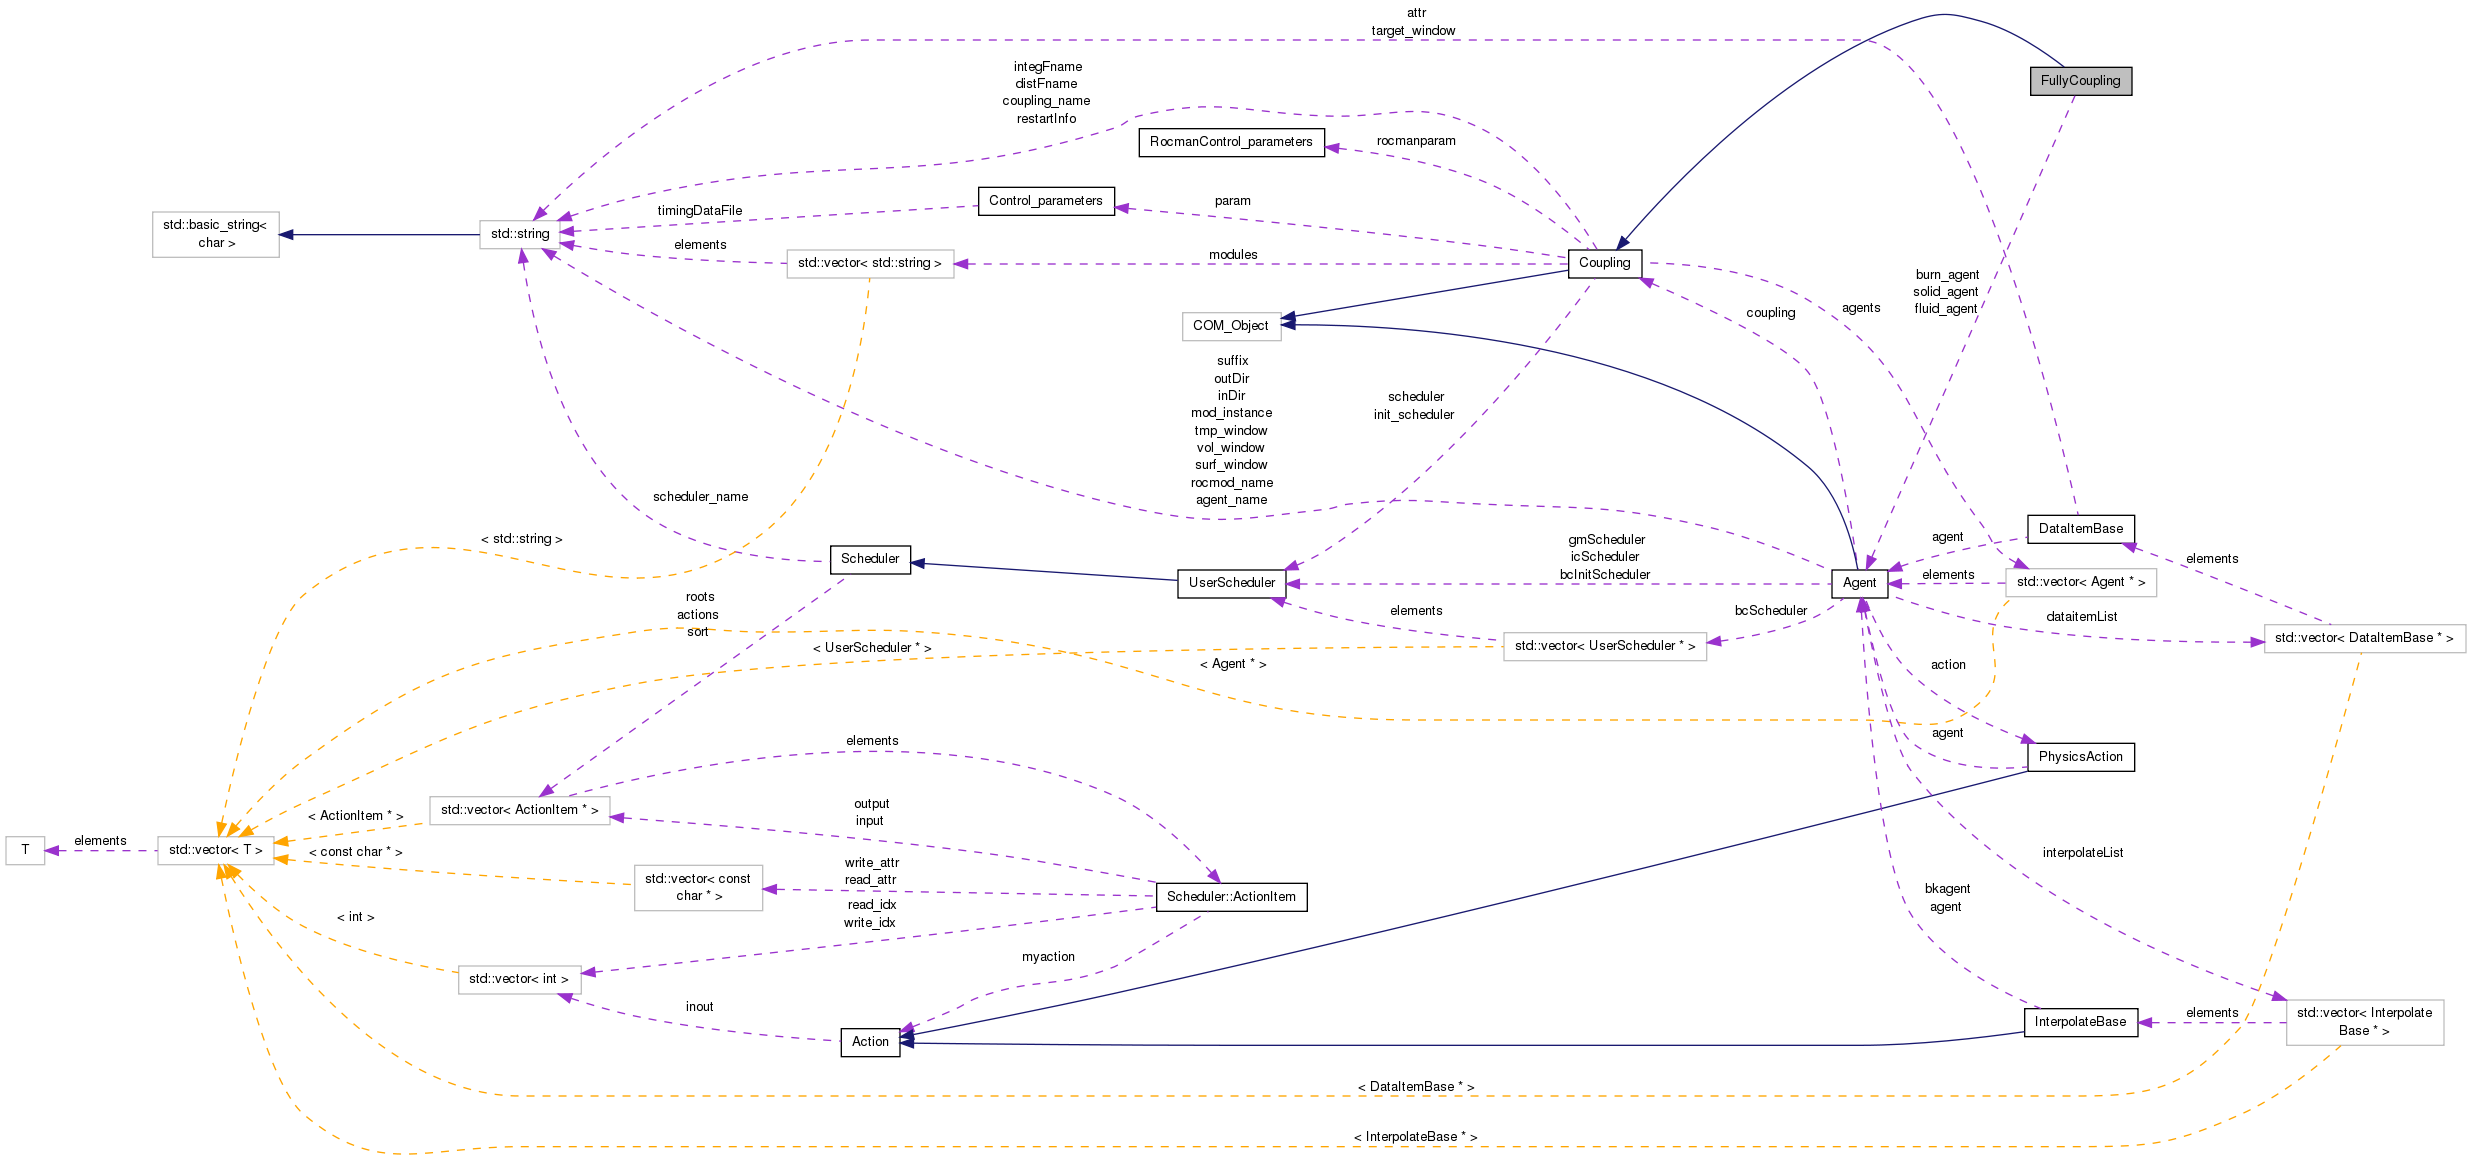 attr
target_window
integFname
distFname
coupling_name
restartInfo
FullyCoupling
RocmanControl_parameters
rocmanparam
Control_parameters
param
timingDataFile
std::basic_string<
char >
std::string
elements
std::vector< std::string >
modules
Coupling
burn_agent
solid_agent
fluid_agent
agents
coupling
COM_Object
suffix
outDir
inDir
mod_instance
tmp_window
vol_window
surf_window
rocmod_name
agent_name
scheduler
init_scheduler
scheduler_name
< std::string >
DataItemBase
agent
elements
Scheduler
UserScheduler
gmScheduler
icScheduler
bcInitScheduler
Agent
elements
std::vector< Agent * >
roots
actions
sort
elements
bcScheduler
dataitemList
std::vector< DataItemBase * >
std::vector< UserScheduler * >
< UserScheduler * >
< Agent * >
action
agent
PhysicsAction
elements
std::vector< ActionItem * >
< ActionItem * >
output
input
T
elements
std::vector< T >
< const char * >
std::vector< const
char * >
write_attr
read_attr
read_idx
write_idx
Scheduler::ActionItem
interpolateList
bkagent
agent
< int >
std::vector< int >
myaction
inout
Action
InterpolateBase
elements
std::vector< Interpolate
Base * >
< DataItemBase * >
< InterpolateBase * >